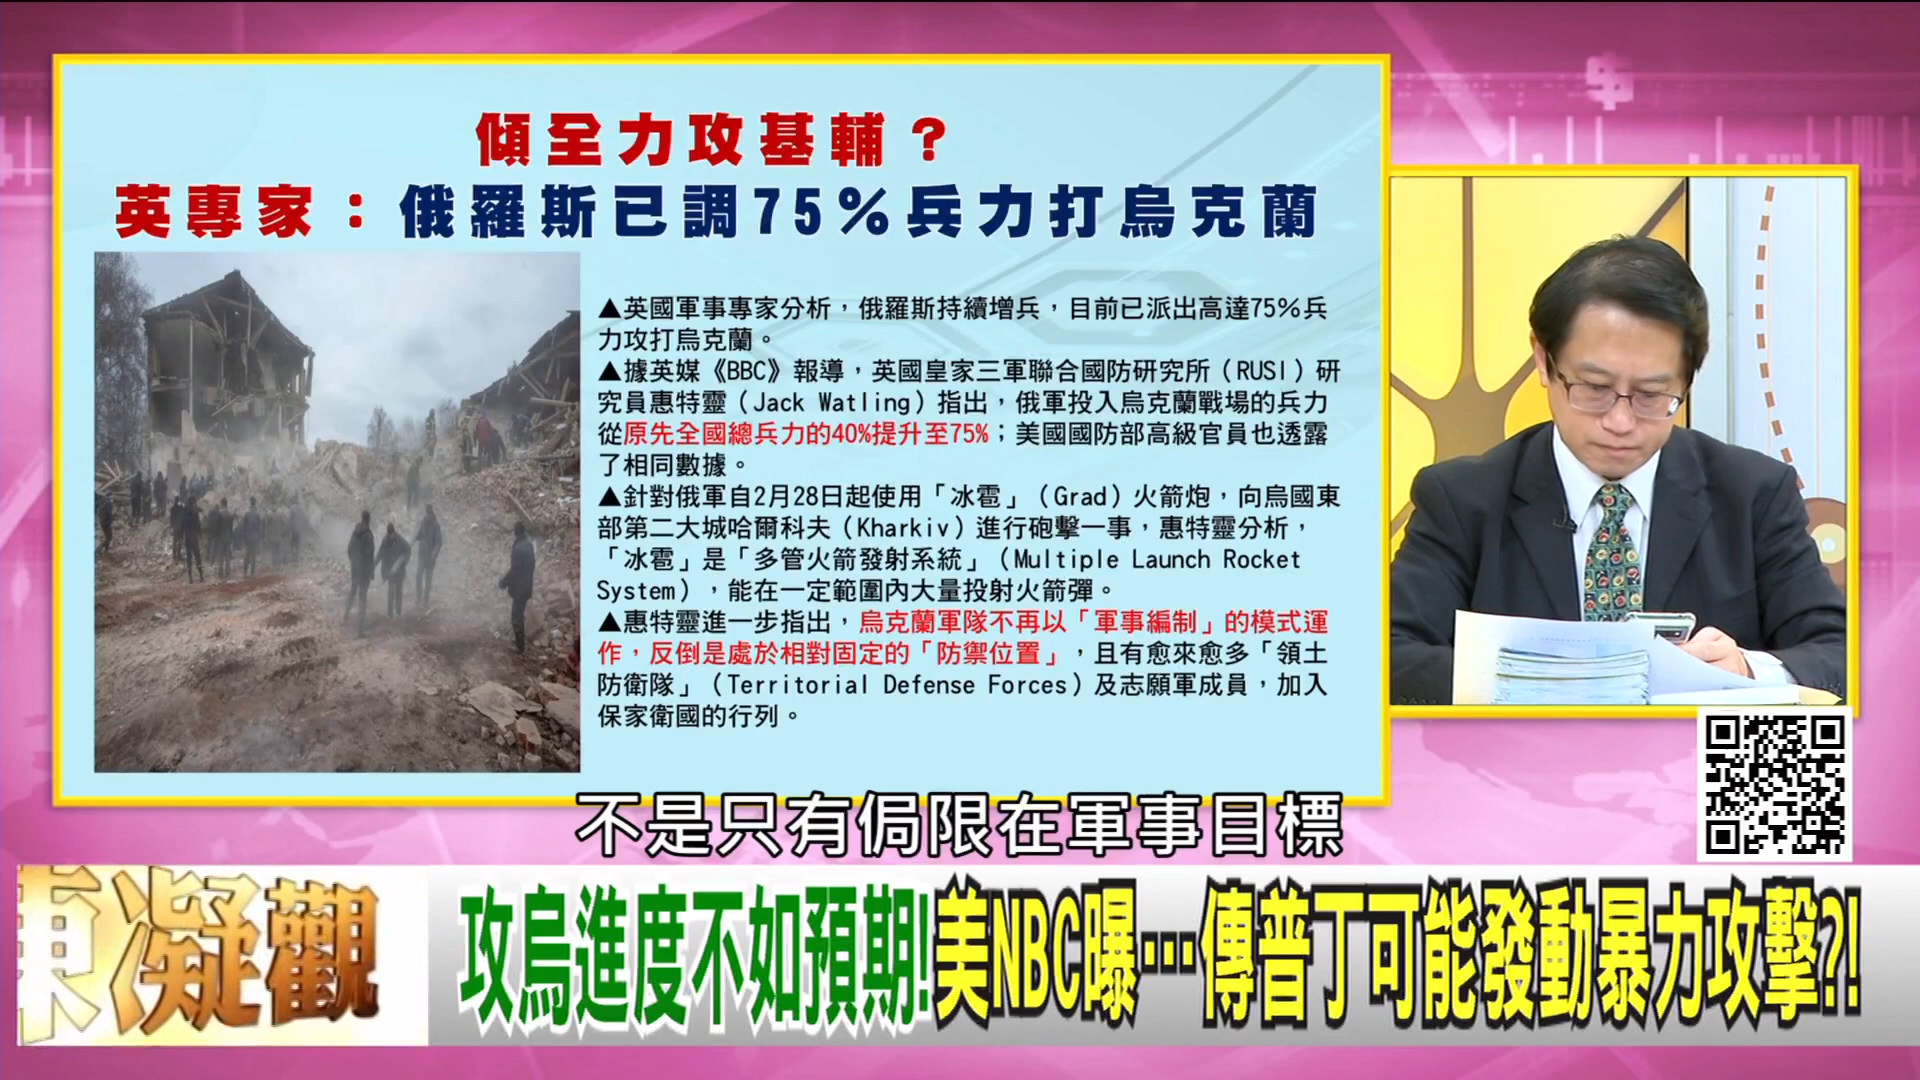 傾全力攻基輔？
英專家：俄羅斯已調75%兵力打烏克蘭
▲英國軍事專家分析，俄羅斯持續增兵，目前已派出高達75%兵
力攻打烏克蘭。
▲據英媒《BBC》報導，英國皇家三軍聯合國防研究所（RUSI）研
究員惠特靈（Jack Watling）指出，俄軍投入烏克蘭戰場的兵力
從原先全國總兵力的40%提升至75%；美國國防部高級官員也透露
了相同數據。
▲針對俄軍自2月28日起使用「冰雹」（Grad）火箭炮，向烏國東
部第二大城哈爾科夫（Kharkiv）進行砲擊一事，惠特靈分析，
「冰雹」是「多管火箭發射系統」（Multiple Launch Rocket
System），能在一定範圍內大量投射火箭彈。
▲惠特靈進一步指出，烏克蘭軍隊不再以「軍事編制」的模式運
作，反倒是處於相對固定的「防禦位置」，且有愈來愈多「領土
防衛隊」（Territorial Defense Forces）及志願軍成員，加入
保家衛國的行列。
不是只有侷限在軍事目標
東凝觀
攻烏進度不如預期!美NBC曝…傳普丁可能發動暴力攻擊?!